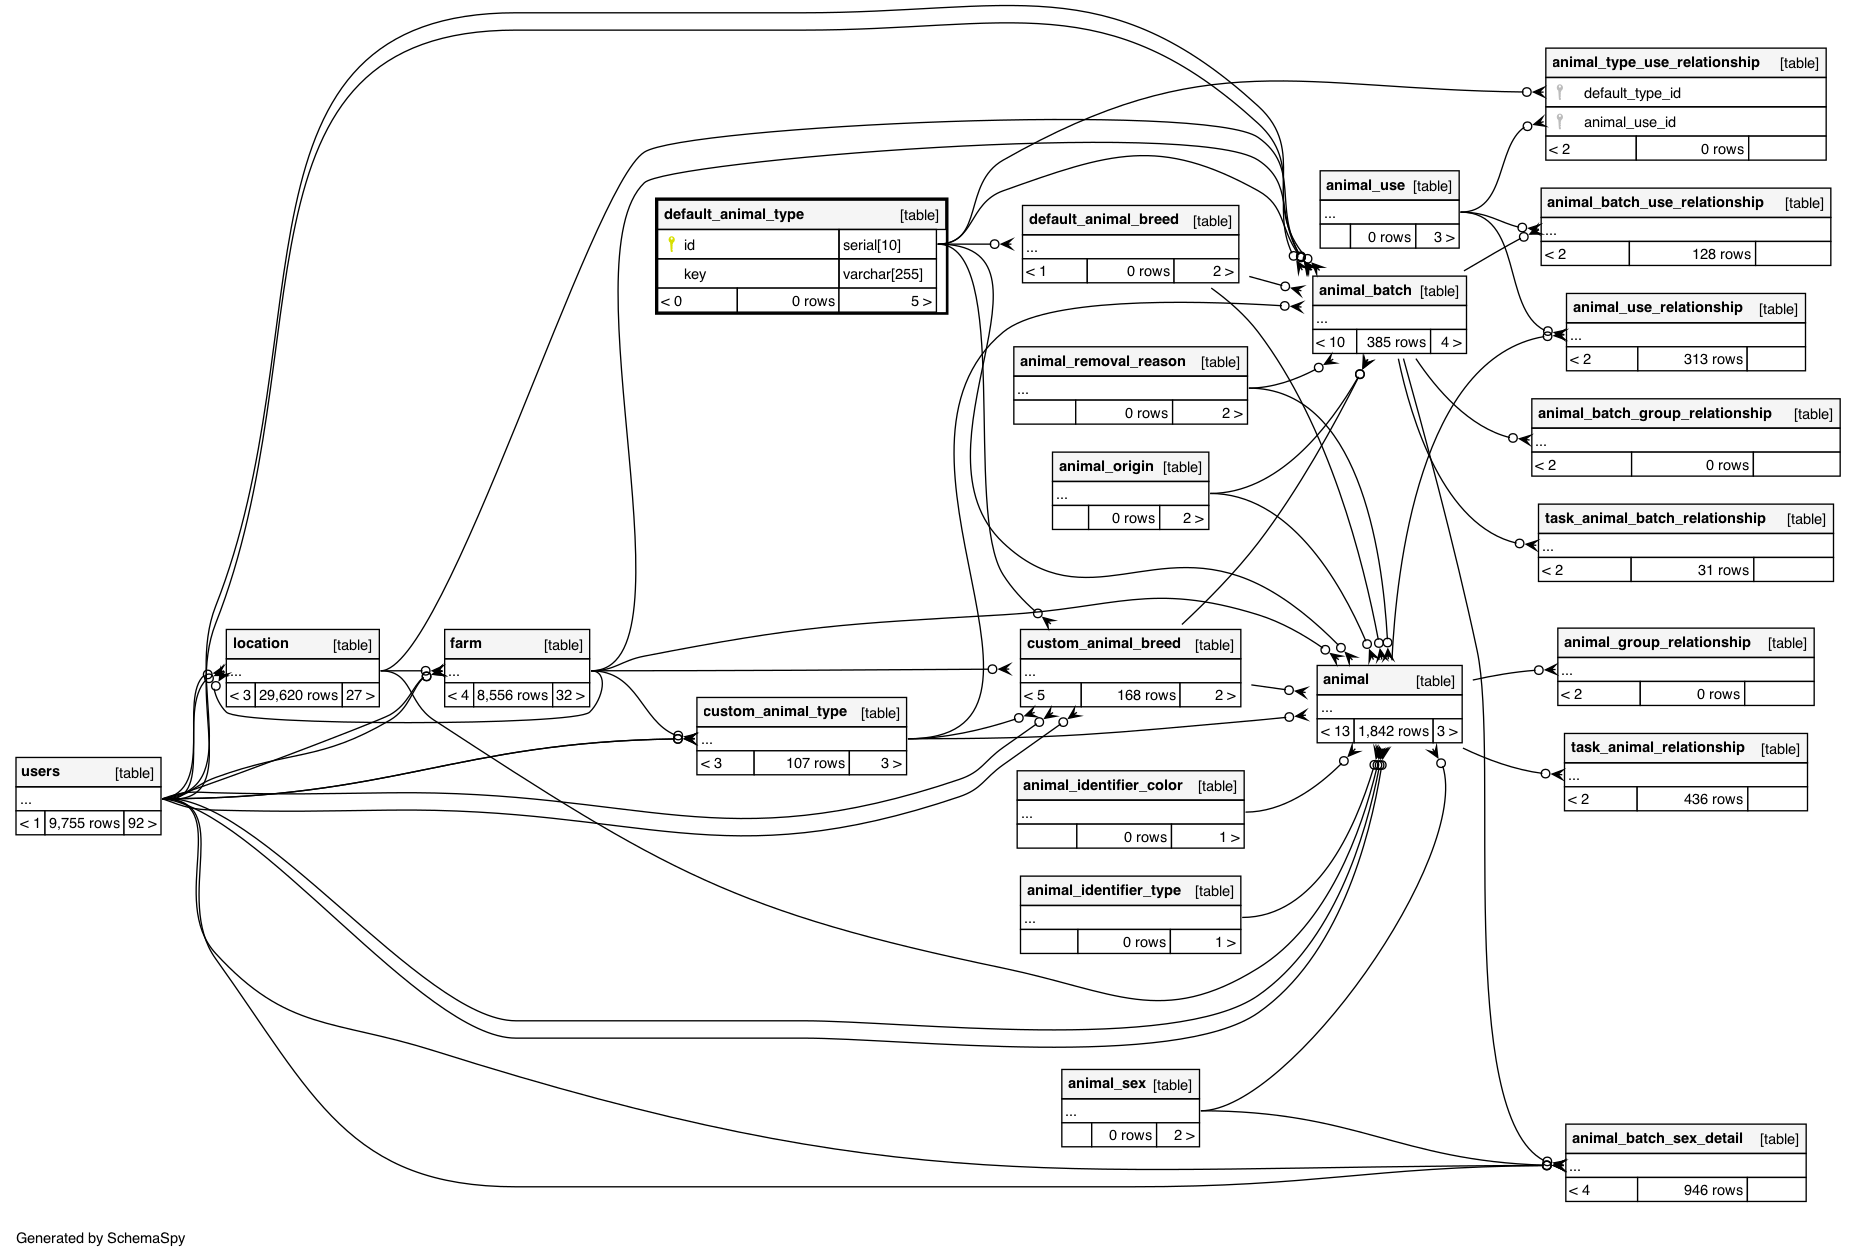 animal_type_use_relationship [table]
default_type_id
animal_use_id
< 2 0 rows
animal_use [table]
...
0 rows 3 >
animal_batch_use_relationship [table]
...
< 2 128 rows
default_animal_type [table]
id serial[10]
key varchar[255]
< 0 0 rows 5 >
default_animal_breed [table]
...
< 1 0 rows 2 >
animal_batch [table]
...
< 10 385 rows 4 >
animal_use_relationship [table]
...
< 2 313 rows
animal_removal_reason [table]
...
0 rows 2 >
animal_batch_group_relationship [table]
...
< 2 0 rows
animal_origin [table]
...
0 rows 2 >
task_animal_batch_relationship [table]
...
< 2 31 rows
location [table]
...
< 3 29,620 rows 27 >
farm [table]
...
< 4 8,556 rows 32 >
custom_animal_breed [table]
...
< 5 168 rows 2 >
animal_group_relationship [table]
...
< 2 0 rows
animal [table]
...
< 13 1,842 rows 3 >
custom_animal_type [table]
...
< 3 107 rows 3 >
task_animal_relationship [table]
...
< 2 436 rows
users [table]
...
< 1 9,755 rows 92 >
animal_identifier_color [table]
...
0 rows 1 >
animal_identifier_type [table]
...
0 rows 1 >
animal_sex [table]
...
0 rows 2 >
animal_batch_sex_detail [table]
...
< 4 946 rows
Generated by SchemaSpy